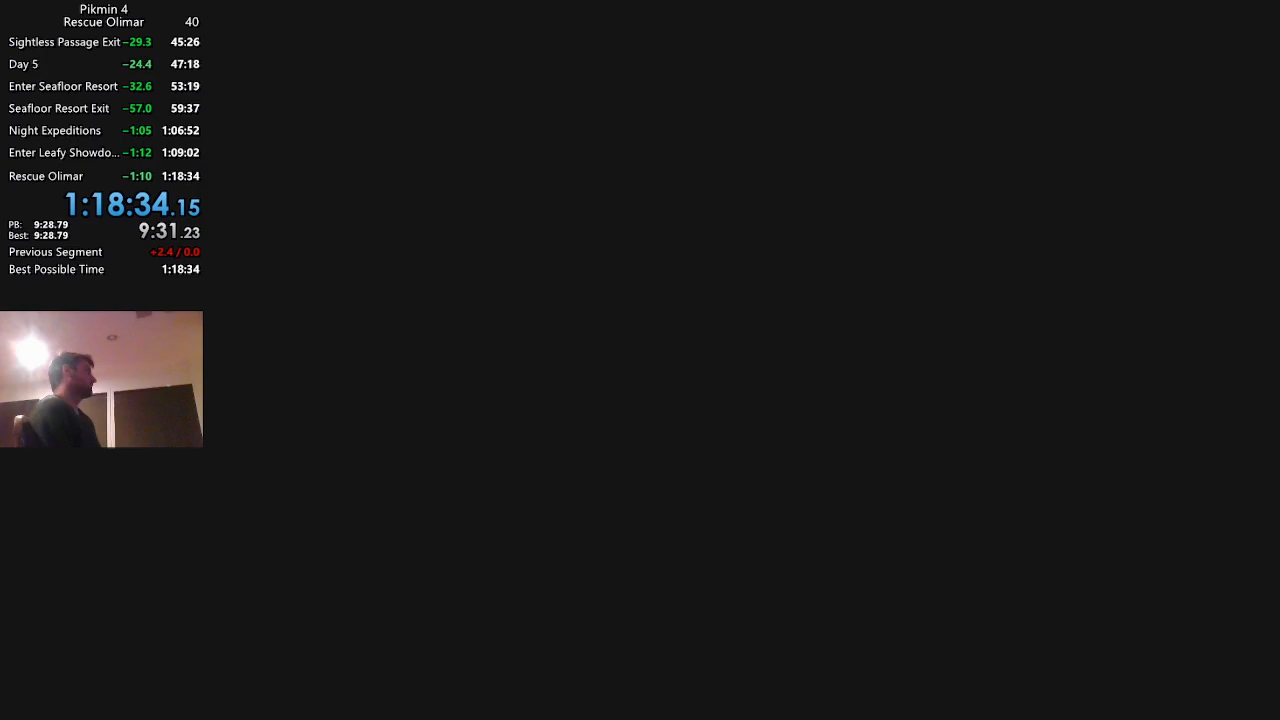 Pikmin 4
Rescue Olimar 40
Sightless Passage Exit −29.3 45:26
Day 5 −24.4 47:18
Enter Seafloor Resort −32.6 53:19
Seafloor Resort Exit −57.0 59:37
Night Expeditions −1:05 1:06:52
Enter Leafy Showdo... −1:12 1:09:02
Rescue Olimar −1:10 1:18:34
1:18:34.15
PB: 9:28.79
Best: 9:28.79
9:31.23
Previous Segment +2.4 / 0.0
Best Possible Time 1:18:34